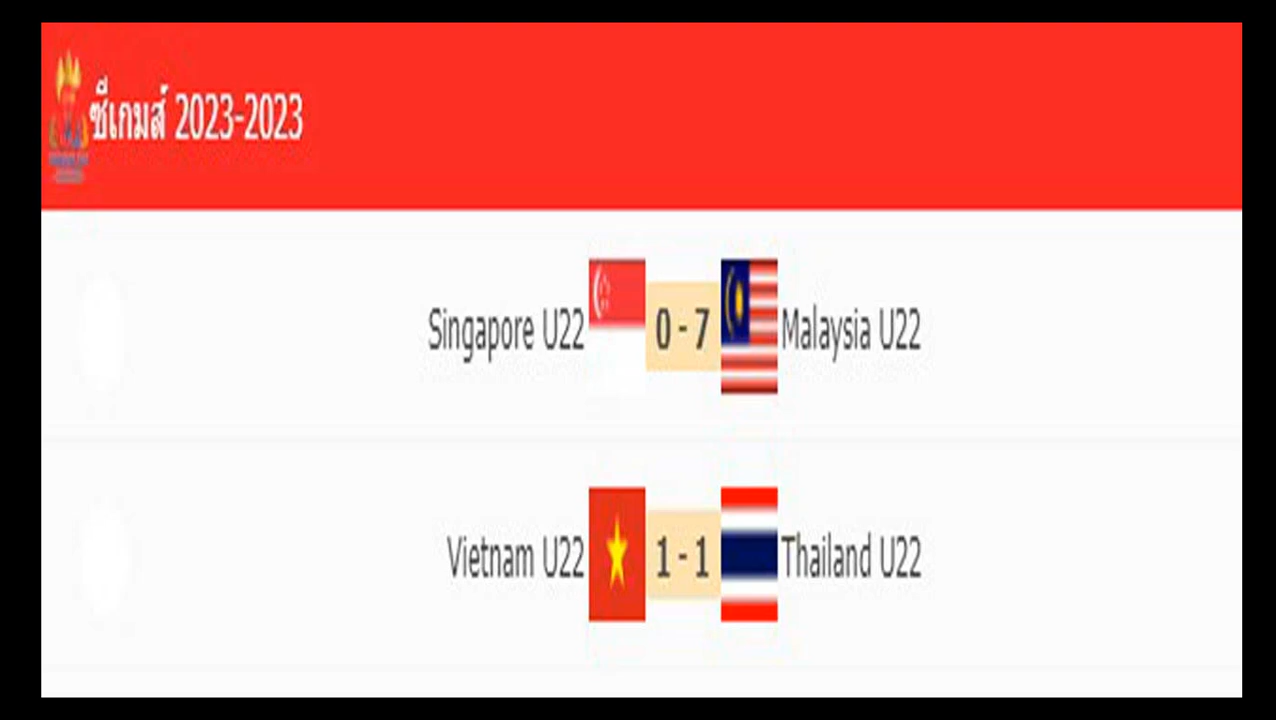 ซีเกมส์ 2023-2023
Singapore U22 0 - 7 Malaysia U22
Vietnam U22 1 - 1 Thailand U22